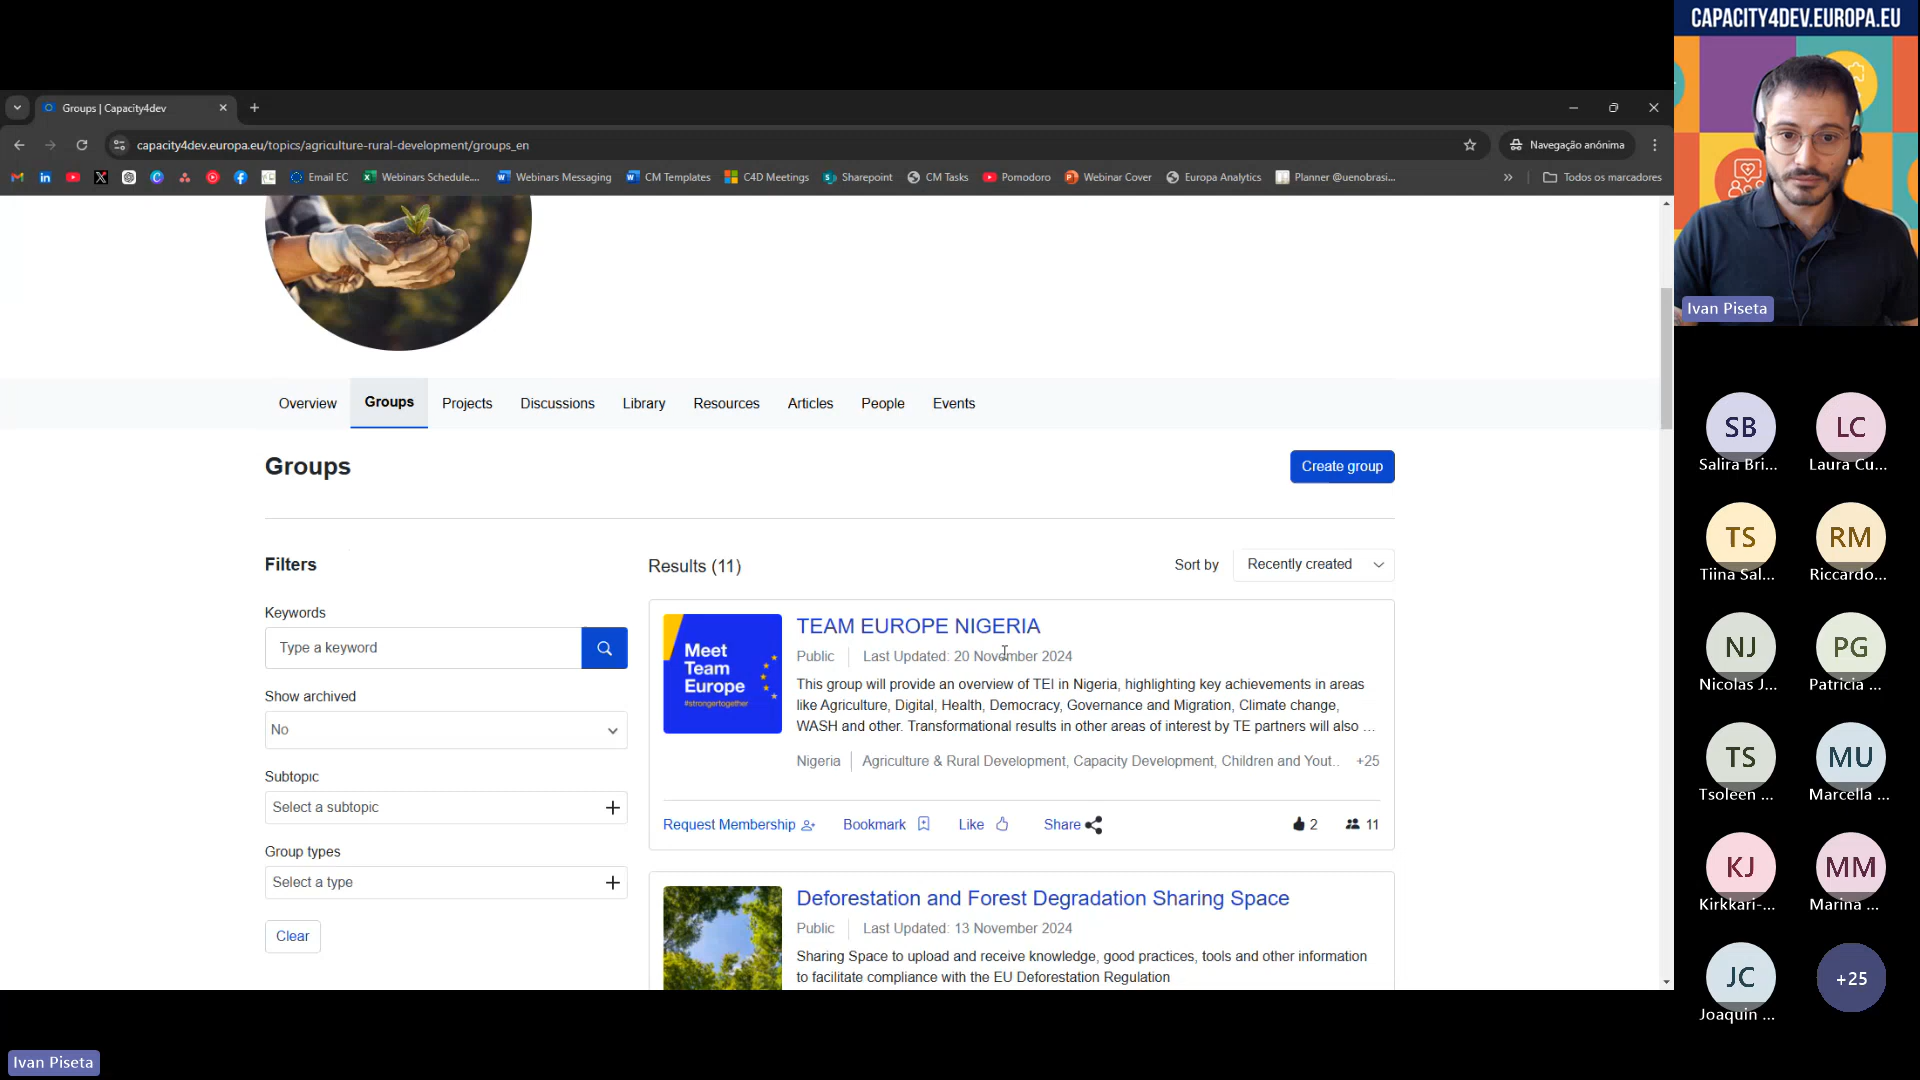 CAPACITY4DEV.EUROPA.EU
Groups | Capacity4dev
capacity4dev.europa.eu/topics/agriculture-rural-development/groups_en
Navegação anónima
Email EC
Webinars Schedule....
Webinars Messaging
CM Templates
C4D Meetings
Sharepoint
CM Tasks
Pomodoro
Webinar Cover
Europa Analytics
Planner @uenobrasi...
Todos os marcadores
Ivan Piseta
Overview
Groups
Projects
Discussions
Library
Resources
Articles
People
Events
Groups
Create group
Filters
Keywords
Type a keyword
Show archived
No
Subtopic
Select a subtopic
Group types
Select a type
Clear
Results (11)
Sort by
Recently created
Meet
Team
Europe
#strongertogether
TEAM EUROPE NIGERIA
Public
Last Updated: 20 November 2024
This group will provide an overview of TEI in Nigeria, highlighting key achievements in areas
like Agriculture, Digital, Health, Democracy, Governance and Migration, Climate change,
WASH and other. Transformational results in other areas of interest by TE partners will also ...
Nigeria
Agriculture & Rural Development, Capacity Development, Children and Yout..
+25
Request Membership
Bookmark
Like
Share
2
11
Deforestation and Forest Degradation Sharing Space
Public
Last Updated: 13 November 2024
Sharing Space to upload and receive knowledge, good practices, tools and other information
to facilitate compliance with the EU Deforestation Regulation
SB
Salira Bri...
LC
Laura Cu...
TS
Tiina Sal...
RM
Riccardo...
NJ
Nicolas J...
PG
Patricia ...
TS
Tsoleen ...
MU
Marcella ...
KJ
Kirkkari-...
MM
Marina ...
JC
Joaquin ...
+25
Ivan Piseta